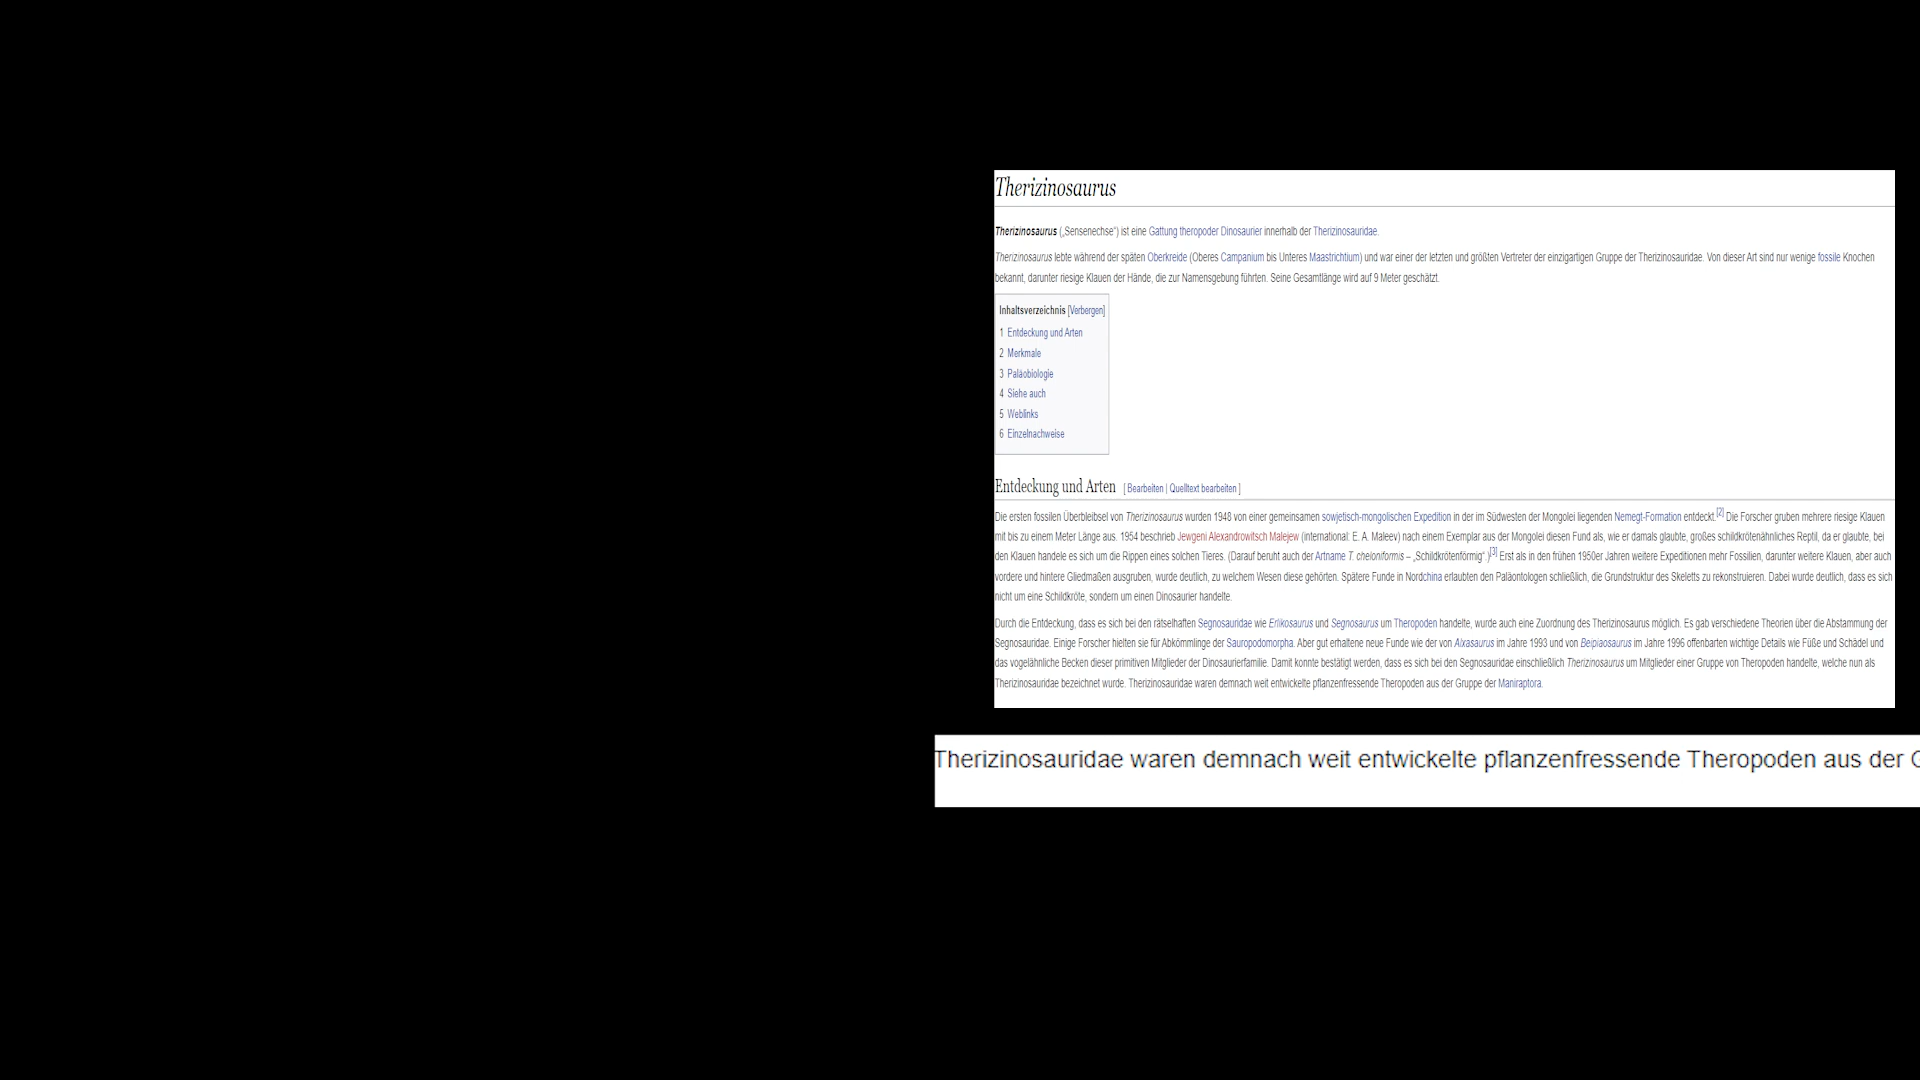 Therizinosaurus
Therizinosaurus („Sensenechse“) ist eine Gattung theropoder Dinosaurier innerhalb der Therizinosauridae.
Therizinosaurus lebte während der späten Oberkreide (Oberes Campanium bis Unteres Maastrichtium) und war einer der letzten und größten Vertreter der einzigartigen Gruppe der Therizinosauridae. Von dieser Art sind nur wenige fossile Knochen
bekannt, darunter riesige Klauen der Hände, die zur Namensgebung führten. Seine Gesamtlänge wird auf 9 Meter geschätzt.
Inhaltsverzeichnis [Verbergen]
1 Entdeckung und Arten
2 Merkmale
3 Paläobiologie
4 Siehe auch
5 Weblinks
6 Einzelnachweise
Entdeckung und Arten [ Bearbeiten | Quelltext bearbeiten ]
Die ersten fossilen Überbleibsel von Therizinosaurus wurden 1948 von einer gemeinsamen sowjetisch-mongolischen Expedition in der im Südwesten der Mongolei liegenden Nemegt-Formation entdeckt.[2] Die Forscher gruben mehrere riesige Klauen
mit bis zu einem Meter Länge aus. 1954 beschrieb Jewgeni Alexandrowitsch Malejew (international: E. A. Maleev) nach einem Exemplar aus der Mongolei diesen Fund als, wie er damals glaubte, großes schildkrötenähnliches Reptil, da er glaubte, bei
den Klauen handele es sich um die Rippen eines solchen Tieres. (Darauf beruht auch der Artname T. cheloniformis – „Schildkrötenförmig“.)[3] Erst als in den frühen 1950er Jahren weitere Expeditionen mehr Fossilien, darunter weitere Klauen, aber auch
vordere und hintere Gliedmaßen ausgruben, wurde deutlich, zu welchem Wesen diese gehörten. Spätere Funde in Nordchina erlaubten den Paläontologen schließlich, die Grundstruktur des Skeletts zu rekonstruieren. Dabei wurde deutlich, dass es sich
nicht um eine Schildkröte, sondern um einen Dinosaurier handelte.
Durch die Entdeckung, dass es sich bei den rätselhaften Segnosauridae wie Erlikosaurus und Segnosaurus um Theropoden handelte, wurde auch eine Zuordnung des Therizinosaurus möglich. Es gab verschiedene Theorien über die Abstammung der
Segnosauridae. Einige Forscher hielten sie für Abkömmlinge der Sauropodomorpha. Aber gut erhaltene neue Funde wie der von Alxasaurus im Jahre 1993 und von Beipiaosaurus im Jahre 1996 offenbarten wichtige Details wie Füße und Schädel und
das vogelähnliche Becken dieser primitiven Mitglieder der Dinosaurierfamilie. Damit konnte bestätigt werden, dass es sich bei den Segnosauridae einschließlich Therizinosaurus um Mitglieder einer Gruppe von Theropoden handelte, welche nun als
Therizinosauridae bezeichnet wurde. Therizinosauridae waren demnach weit entwickelte pflanzenfressende Theropoden aus der Gruppe der Maniraptora.
Therizinosauridae waren demnach weit entwickelte pflanzenfressende Theropoden aus der